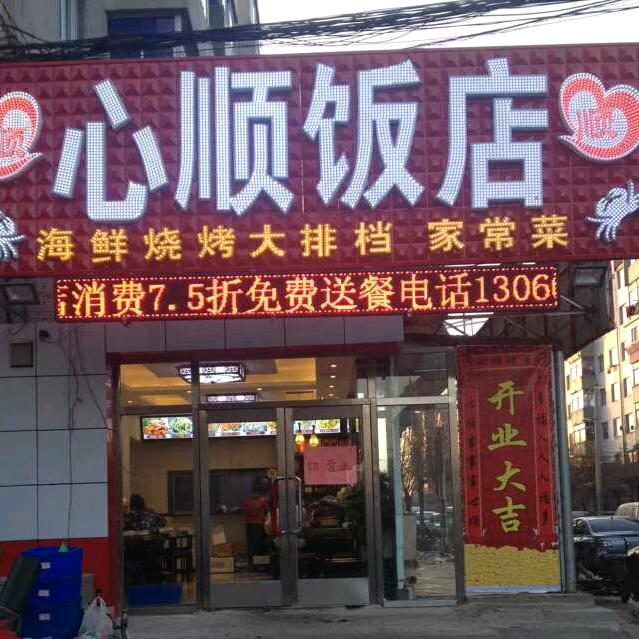 心顺饭店
海鲜烧烤大排档 家常菜
消费7.5折免费送餐电话1306
开业大吉